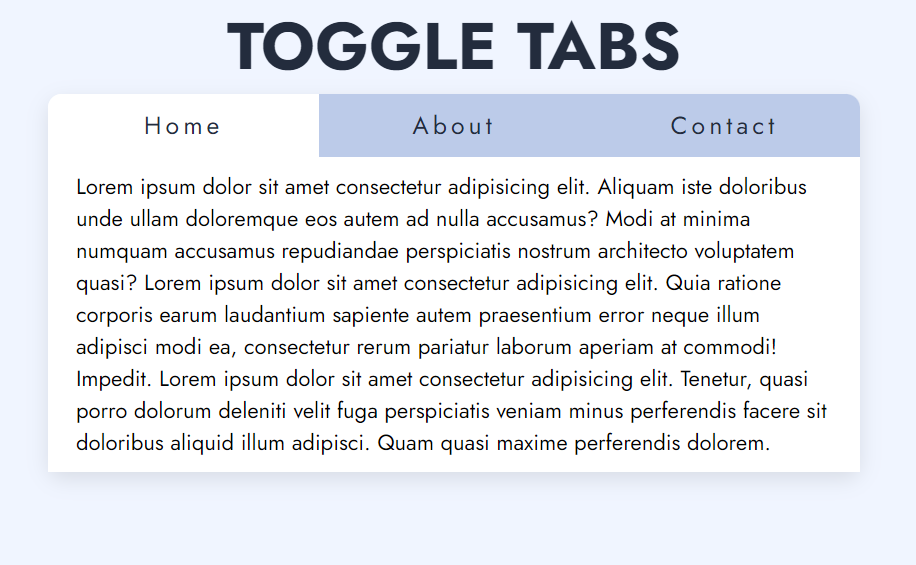 TOGGLE TABS
Home About Contact
Lorem ipsum dolor sit amet consectetur adipisicing elit. Aliquam iste doloribus
unde ullam doloremque eos autem ad nulla accusamus? Modi at minima
numquam accusamus repudiandae perspiciatis nostrum architecto voluptatem
quasi? Lorem ipsum dolor sit amet consectetur adipisicing elit. Quia ratione
corporis earum laudantium sapiente autem praesentium error neque illum
adipisci modi ea, consectetur rerum pariatur laborum aperiam at commodi!
Impedit. Lorem ipsum dolor sit amet consectetur adipisicing elit. Tenetur, quasi
porro dolorum deleniti velit fuga perspiciatis veniam minus perferendis facere sit
doloribus aliquid illum adipisci. Quam quasi maxime perferendis dolorem.